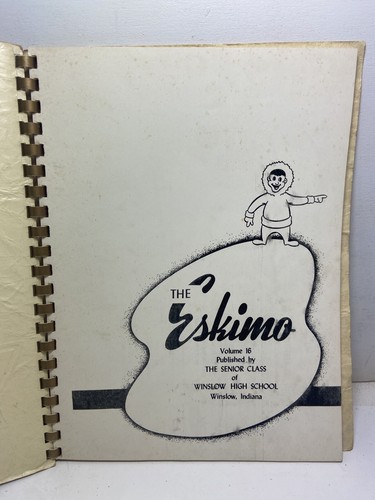 THE
Eskimo
Volume 16
Published by
THE SENIOR CLASS
of
WINSLOW HIGH SCHOOL
Winslow, Indiana